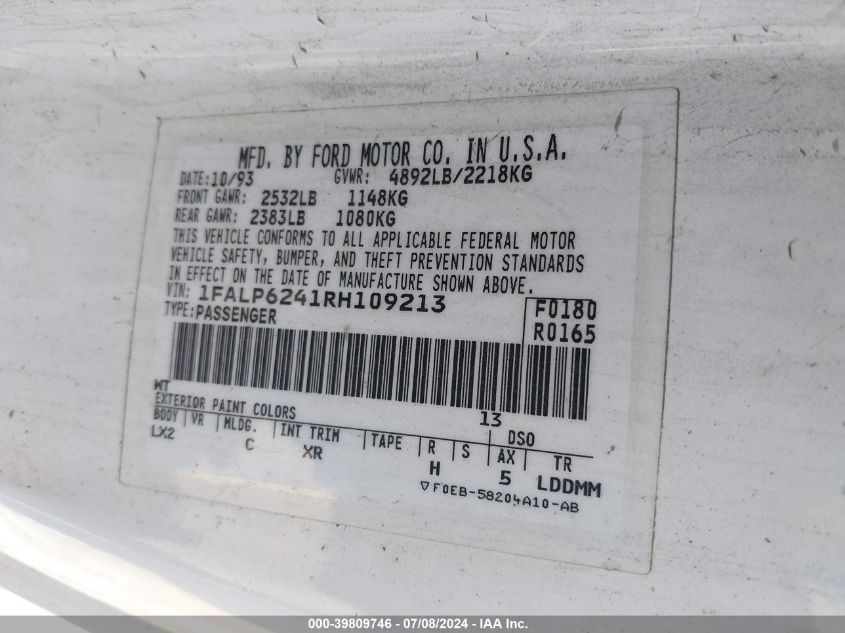 MFD. BY FORD MOTOR CO. IN U.S.A.
DATE: 10/93 GVWR: 4892LB/2218KG
FRONT GAWR: 2532LB 1148KG
REAR GAWR: 2383LB 1080KG
THIS VEHICLE CONFORMS TO ALL APPLICABLE FEDERAL MOTOR
VEHICLE SAFETY, BUMPER, AND THEFT PREVENTION STANDARDS
IN EFFECT ON THE DATE OF MANUFACTURE SHOWN ABOVE.
VIN: 1FALP6241RH109213 F0180
TYPE: PASSENGER R0165
WT
EXTERIOR PAINT COLORS 13 DSO
BODY VR MLDG. INT TRIM TAPE R S AX TR
LX2 C XR H 5 LDDMM
▽F0EB-58204A10-AB
000-39809746 - 07/08/2024 - IAA Inc.